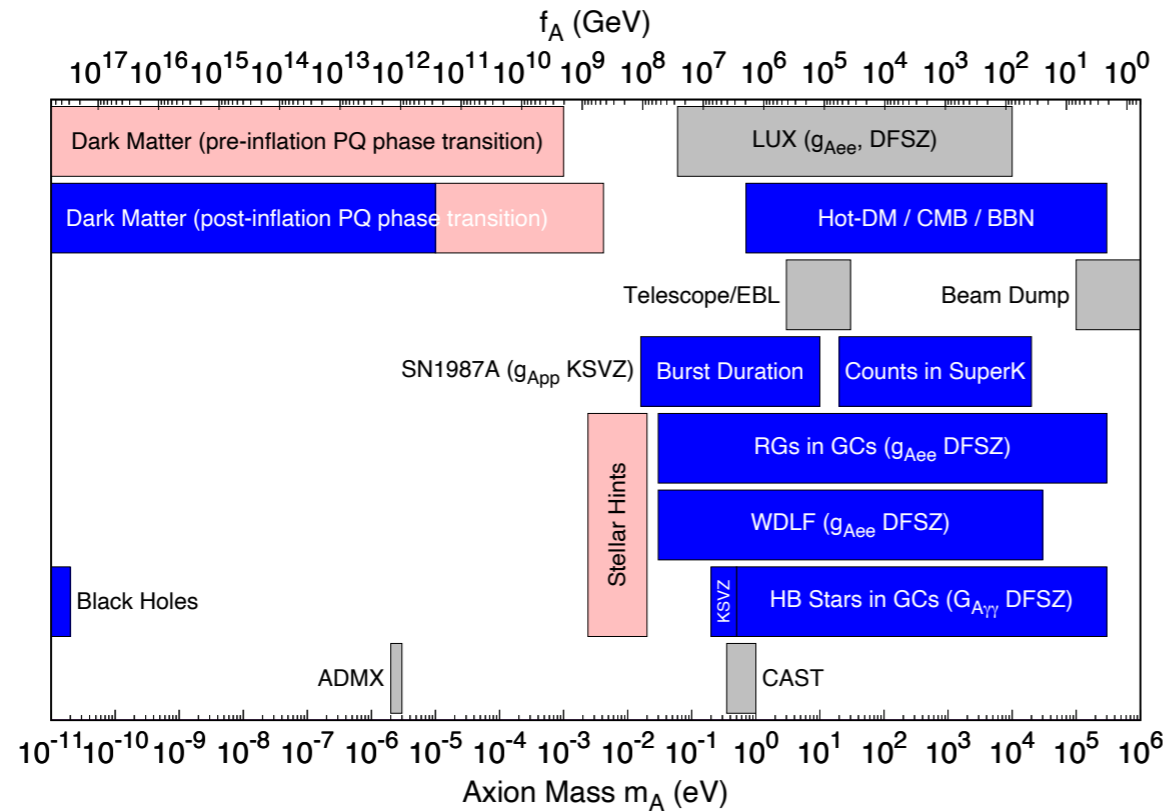 f_A (GeV)
10^17 10^16 10^15 10^14 10^13 10^12 10^11 10^10 10^9 10^8 10^7 10^6 10^5 10^4 10^3 10^2 10^1 10^0
Dark Matter (pre-inflation PQ phase transition)
LUX (g_Aee, DFSZ)
Dark Matter (post-inflation PQ phase transition)
Hot-DM / CMB / BBN
Telescope/EBL
Beam Dump
SN1987A (g_App KSVZ)
Burst Duration
Counts in SuperK
Stellar Hints
RGs in GCs (g_Aee DFSZ)
WDLF (g_Aee DFSZ)
Black Holes
KSVZ
HB Stars in GCs (G_Aγγ DFSZ)
ADMX
CAST
10^-11 10^-10 10^-9 10^-8 10^-7 10^-6 10^-5 10^-4 10^-3 10^-2 10^-1 10^0 10^1 10^2 10^3 10^4 10^5 10^6
Axion Mass m_A (eV)